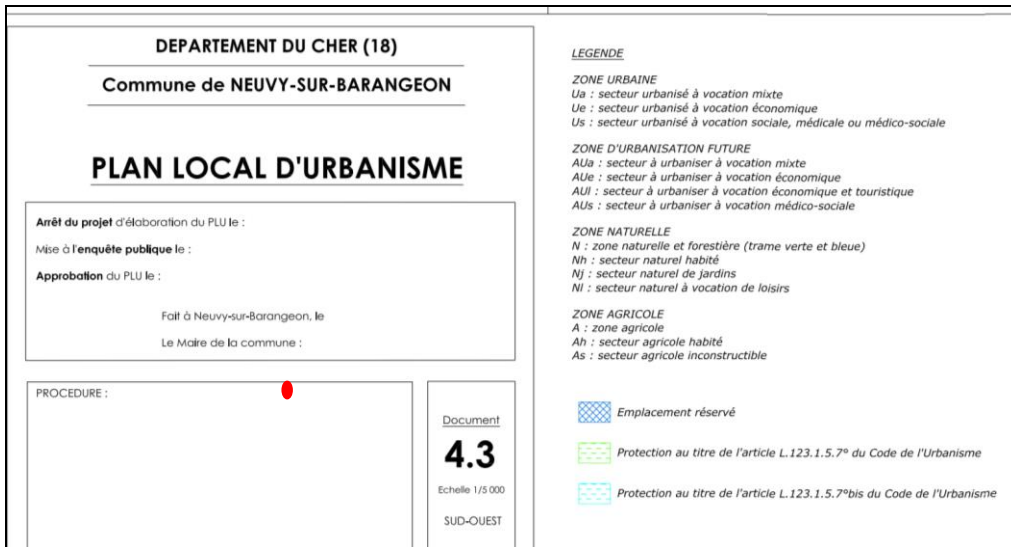 DEPARTEMENT DU CHER (18)
Commune de NEUVY-SUR-BARANGEON
PLAN LOCAL D'URBANISME
Arrêt du projet d'élaboration du PLU le :
Mise à l'enquête publique le :
Approbation du PLU le :
Fait à Neuvy-sur-Barangeon, le
Le Maire de la commune :
PROCEDURE :
Document
4.3
Echelle 1/5 000
SUD-OUEST
LEGENDE
ZONE URBAINE
Ua : secteur urbanisé à vocation mixte
Ue : secteur urbanisé à vocation économique
Us : secteur urbanisé à vocation sociale, médicale ou médico-sociale
ZONE D'URBANISATION FUTURE
AUa : secteur à urbaniser à vocation mixte
AUe : secteur à urbaniser à vocation économique
AUl : secteur à urbaniser à vocation économique et touristique
AUs : secteur à urbaniser à vocation médico-sociale
ZONE NATURELLE
N : zone naturelle et forestière (trame verte et bleue)
Nh : secteur naturel habité
Nj : secteur naturel de jardins
Nl : secteur naturel à vocation de loisirs
ZONE AGRICOLE
A : zone agricole
Ah : secteur agricole habité
As : secteur agricole inconstructible
Emplacement réservé
Protection au titre de l'article L.123.1.5.7° du Code de l'Urbanisme
Protection au titre de l'article L.123.1.5.7°bis du Code de l'Urbanisme